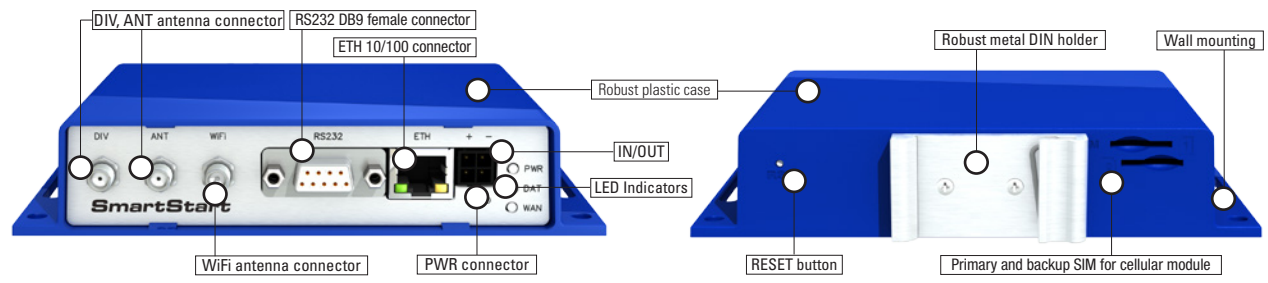 DIV, ANT antenna connector
RS232 DB9 female connector
ETH 10/100 connector
Robust metal DIN holder
Wall mounting
Robust plastic case
DIV
ANT
WiFi
RS232
ETH
+ −
IN/OUT
PWR
LED Indicators
DAT
WAN
SmartStart
WiFi antenna connector
PWR connector
RESET button
Primary and backup SIM for cellular module